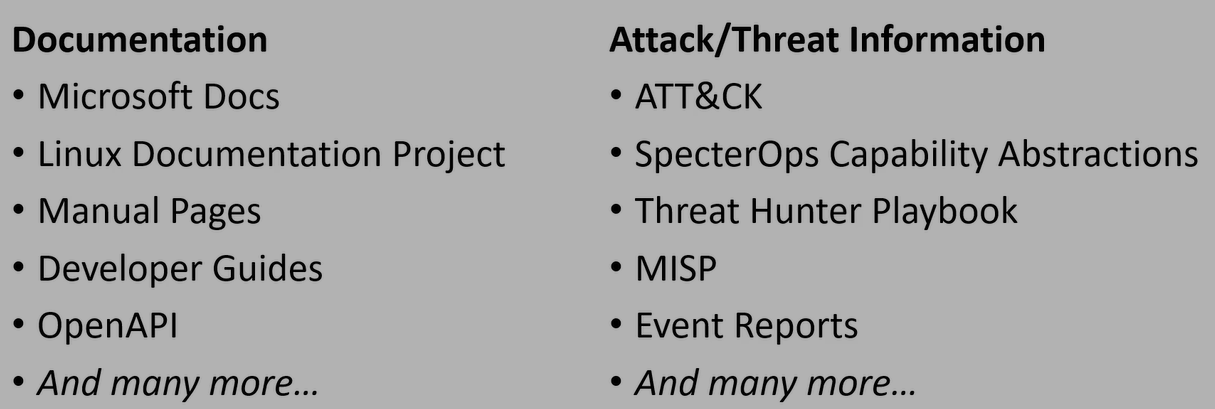 Documentation
• Microsoft Docs
• Linux Documentation Project
• Manual Pages
• Developer Guides
• OpenAPI
• And many more...
Attack/Threat Information
• ATT&CK
• SpecterOps Capability Abstractions
• Threat Hunter Playbook
• MISP
• Event Reports
• And many more...